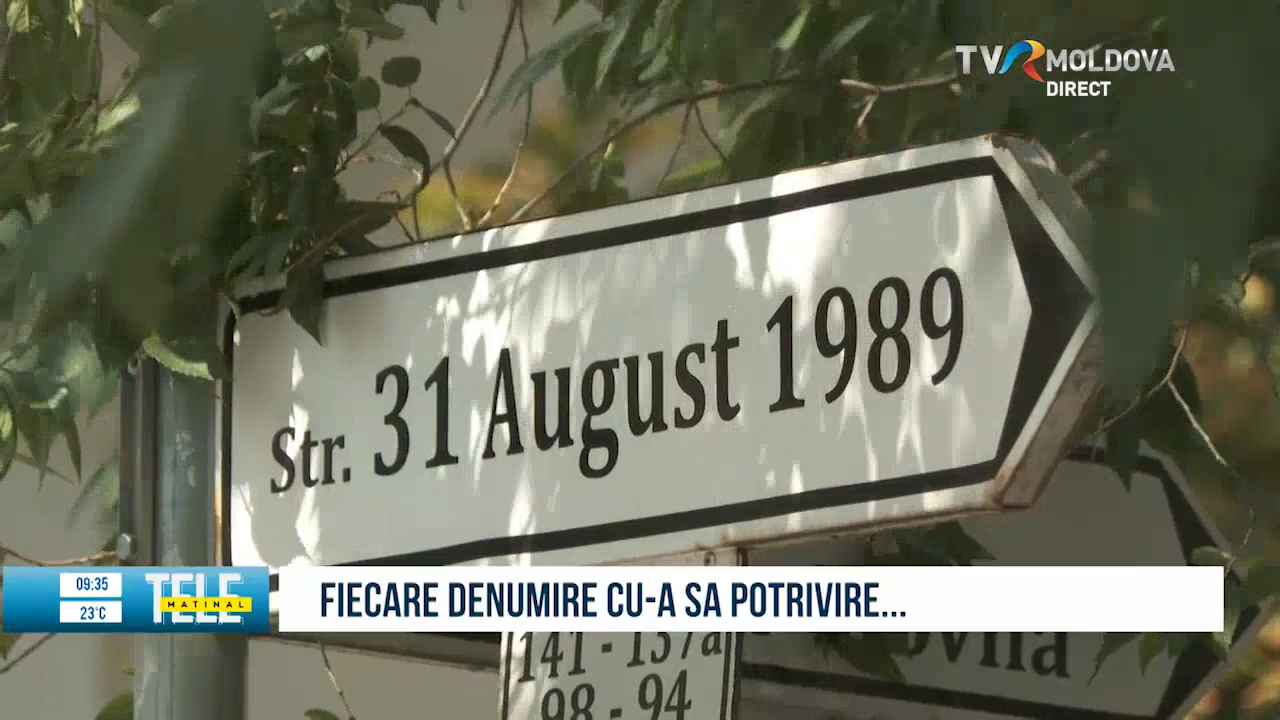 TVR MOLDOVA
DIRECT
Str. 31 August 1989
09:35
23°C
TELE
MATINAL
FIECARE DENUMIRE CU-A SA POTRIVIRE...
141 - 157a
98 - 94